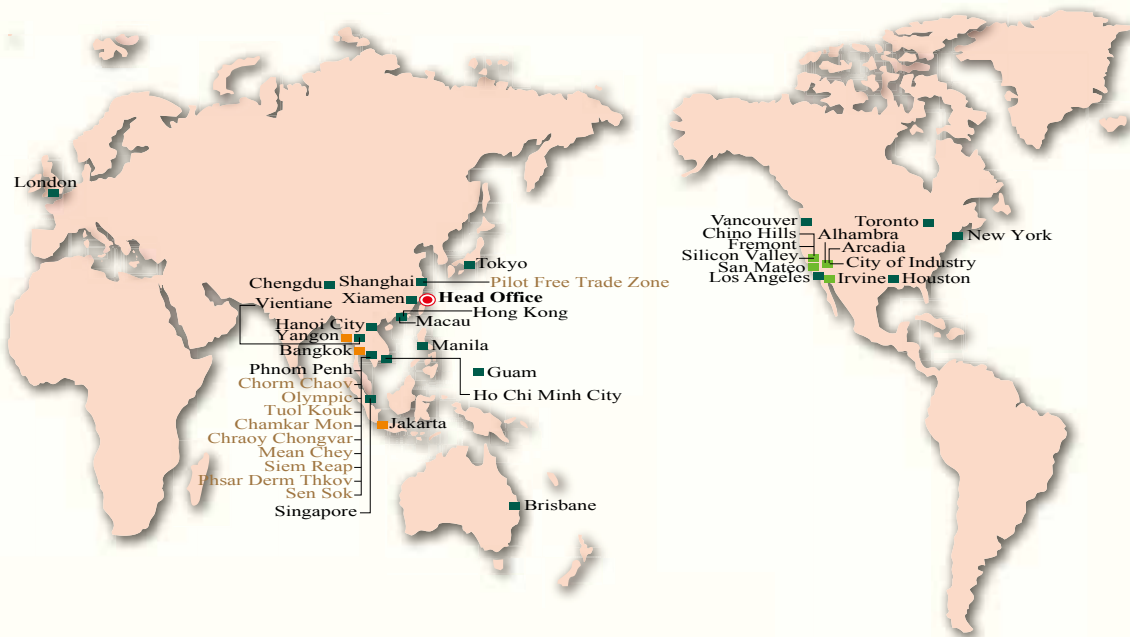 London
Tokyo
Chengdu
Shanghai
Pilot Free Trade Zone
Vientiane
Xiamen
Head Office
Hong Kong
Hanoi City
Macau
Yangon
Bangkok
Manila
Phnom Penh
Guam
Chorm Chaov
Ho Chi Minh City
Olympic
Tuol Kouk
Chamkar Mon
Jakarta
Chraoy Chongvar
Mean Chey
Siem Reap
Phsar Derm Thkov
Sen Sok
Singapore
Brisbane
Vancouver
Toronto
Chino Hills
Alhambra
New York
Fremont
Arcadia
Silicon Valley
City of Industry
San Mateo
Los Angeles
Irvine
Houston